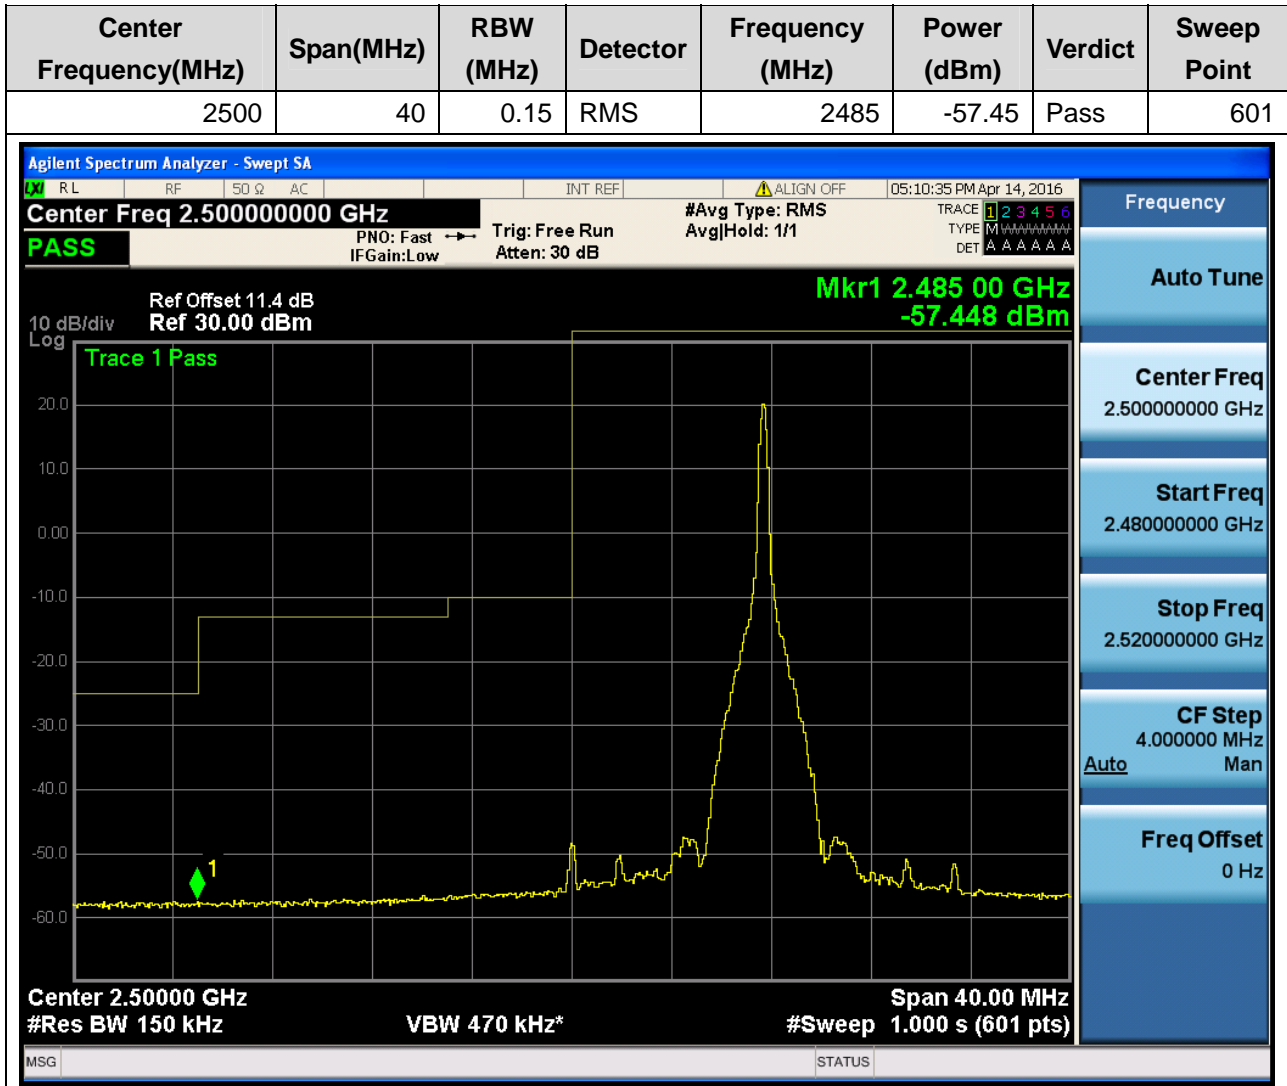 Center Frequency(MHz) Span(MHz) RBW (MHz) Detector Frequency (MHz) Power (dBm) Verdict Sweep Point
2500 40 0.15 RMS 2485 -57.45 Pass 601
Agilent Spectrum Analyzer - Swept SA
LXI RL RF 50 Ω AC INT REF ALIGN OFF 05:10:35 PM Apr 14, 2016
Center Freq 2.500000000 GHz
PASS
PNO: Fast
IFGain:Low
Trig: Free Run
Atten: 30 dB
#Avg Type: RMS
Avg|Hold: 1/1
TRACE 1 2 3 4 5 6
TYPE M WWWWW
DET A A A A A A
Mkr1 2.485 00 GHz
-57.448 dBm
Ref Offset 11.4 dB
10 dB/div Ref 30.00 dBm
Log
Trace 1 Pass
20.0
10.0
0.00
-10.0
-20.0
-30.0
-40.0
-50.0
-60.0
1
Center 2.50000 GHz Span 40.00 MHz
#Res BW 150 kHz VBW 470 kHz* #Sweep 1.000 s (601 pts)
MSG STATUS
Frequency
Auto Tune
Center Freq
2.500000000 GHz
Start Freq
2.480000000 GHz
Stop Freq
2.520000000 GHz
CF Step
4.000000 MHz
Auto Man
Freq Offset
0 Hz